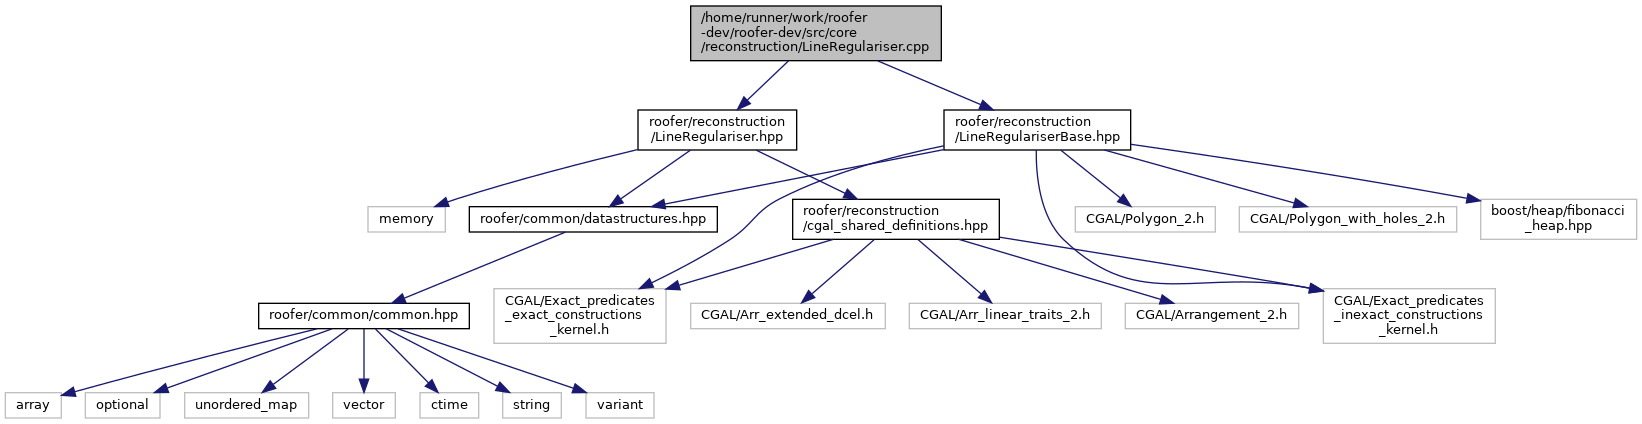 /home/runner/work/roofer
-dev/roofer-dev/src/core
/reconstruction/LineRegulariser.cpp
roofer/reconstruction
/LineRegulariser.hpp
roofer/reconstruction
/LineRegulariserBase.hpp
memory
roofer/common/datastructures.hpp
roofer/reconstruction
/cgal_shared_definitions.hpp
CGAL/Polygon_2.h
CGAL/Polygon_with_holes_2.h
boost/heap/fibonacci
_heap.hpp
roofer/common/common.hpp
CGAL/Exact_predicates
_exact_constructions
_kernel.h
CGAL/Arr_extended_dcel.h
CGAL/Arr_linear_traits_2.h
CGAL/Arrangement_2.h
CGAL/Exact_predicates
_inexact_constructions
_kernel.h
array
optional
unordered_map
vector
ctime
string
variant